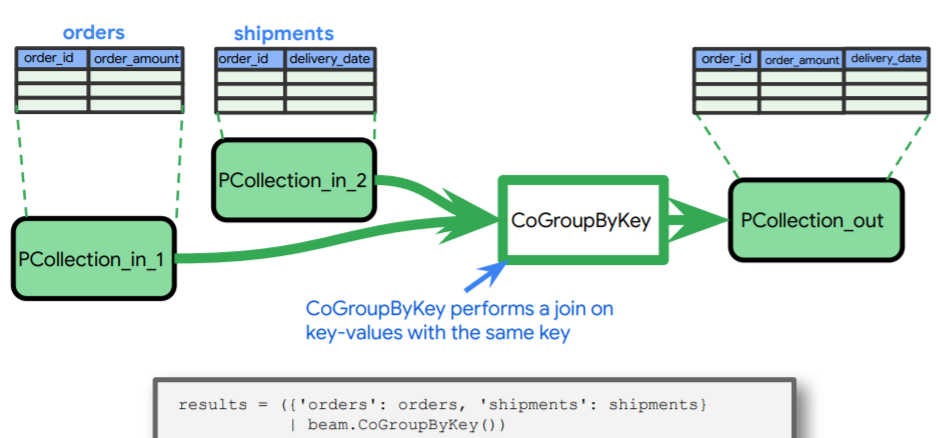 orders
shipments
order_id order_amount
order_id delivery_date
order_id order_amount delivery_date
PCollection_in_2
CoGroupByKey
PCollection_out
PCollection_in_1
CoGroupByKey performs a join on
key-values with the same key
results = ({'orders': orders, 'shipments': shipments}
| beam.CoGroupByKey())